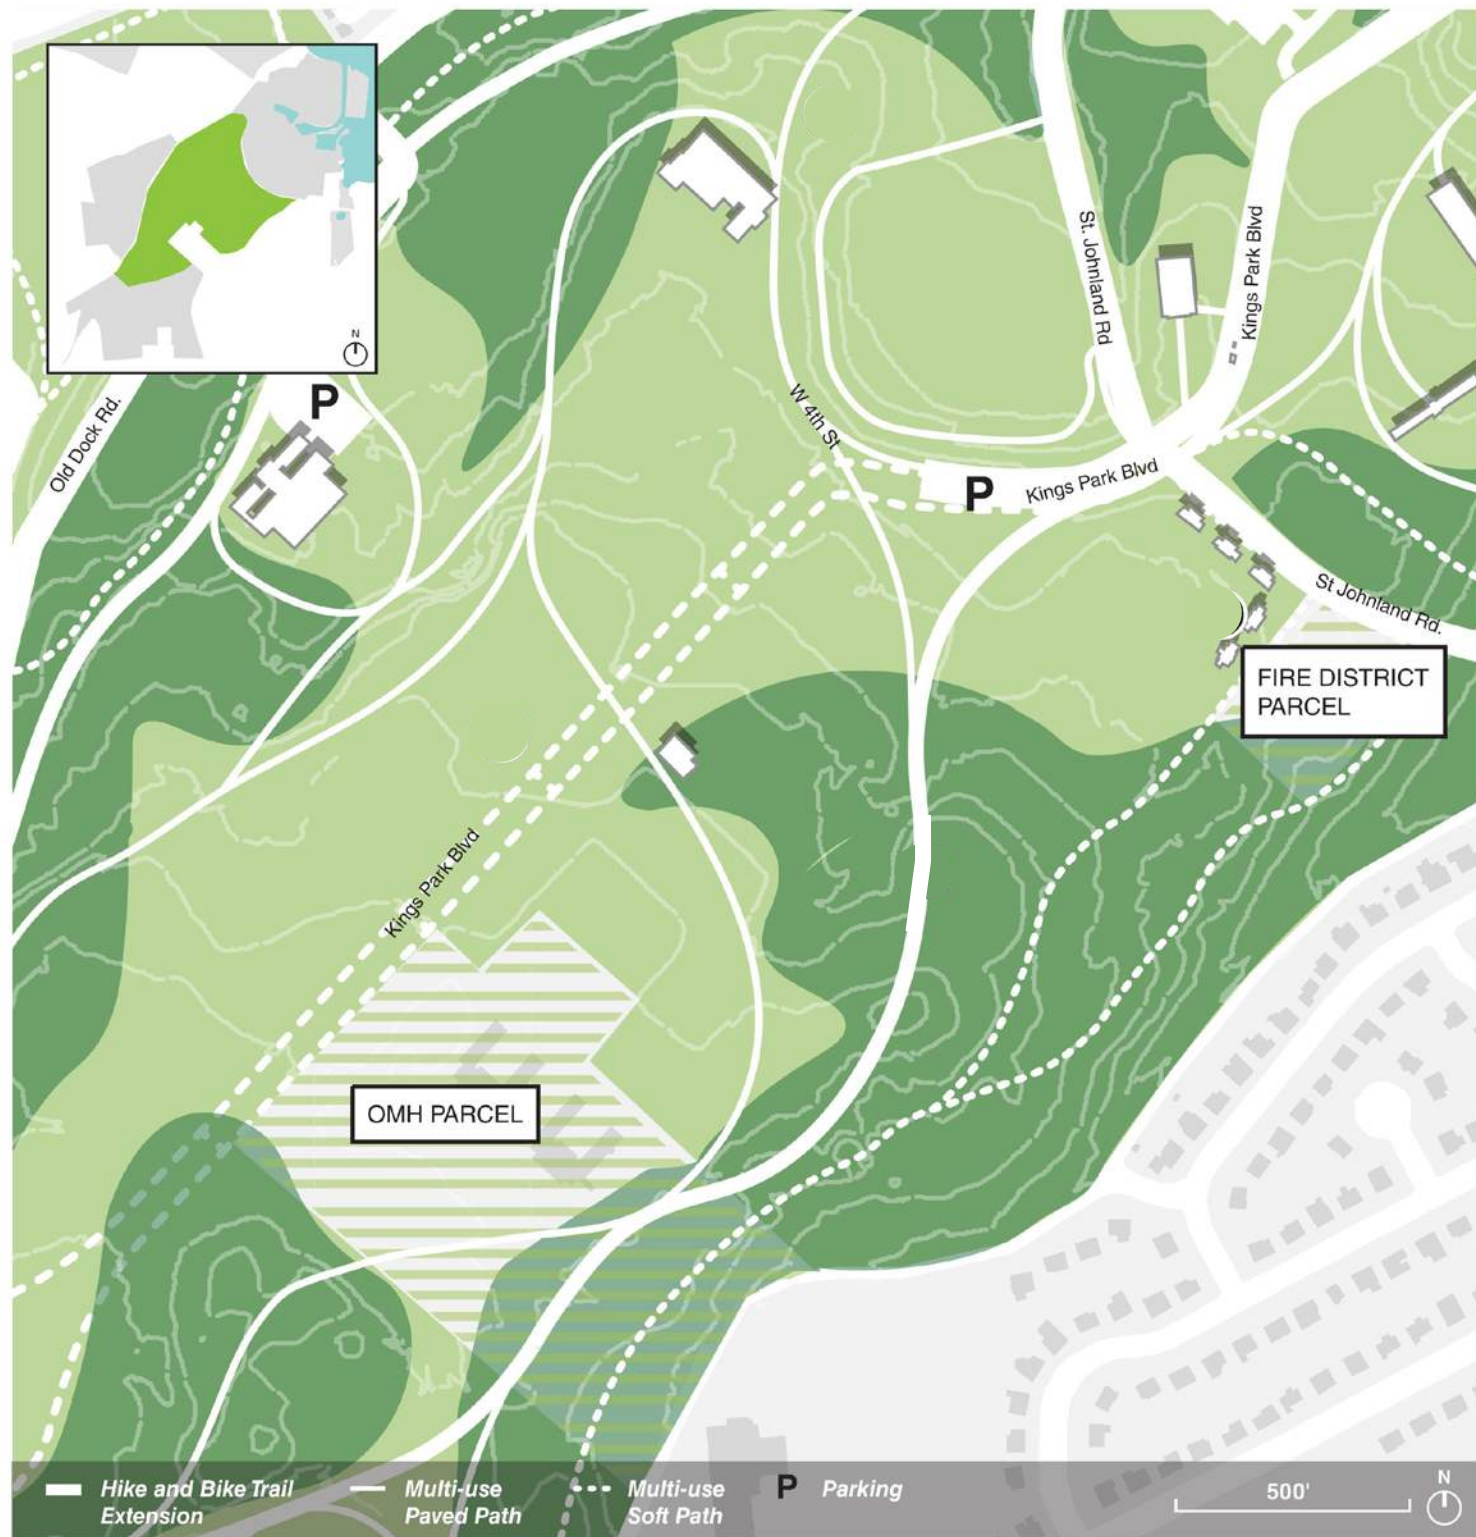 N
P
Old Dock Rd.
St. Johnland Rd
Kings Park Blvd
W 4th St
P
Kings Park Blvd
St Johnland Rd.
FIRE DISTRICT
PARCEL
Kings Park Blvd
OMH PARCEL
Hike and Bike Trail
Extension
Multi-use
Paved Path
Multi-use
Soft Path
P
Parking
500'
N